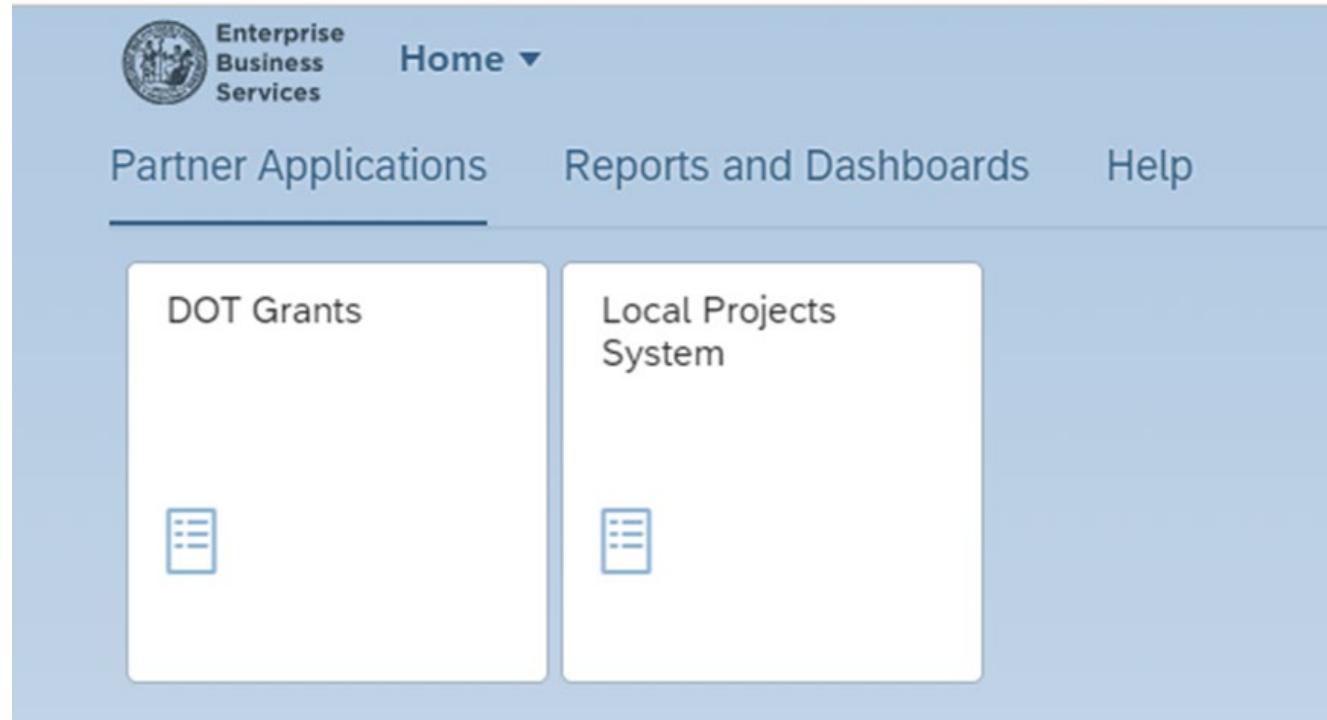 Enterprise
Business
Services
Home
Partner Applications
Reports and Dashboards
Help
DOT Grants
Local Projects
System